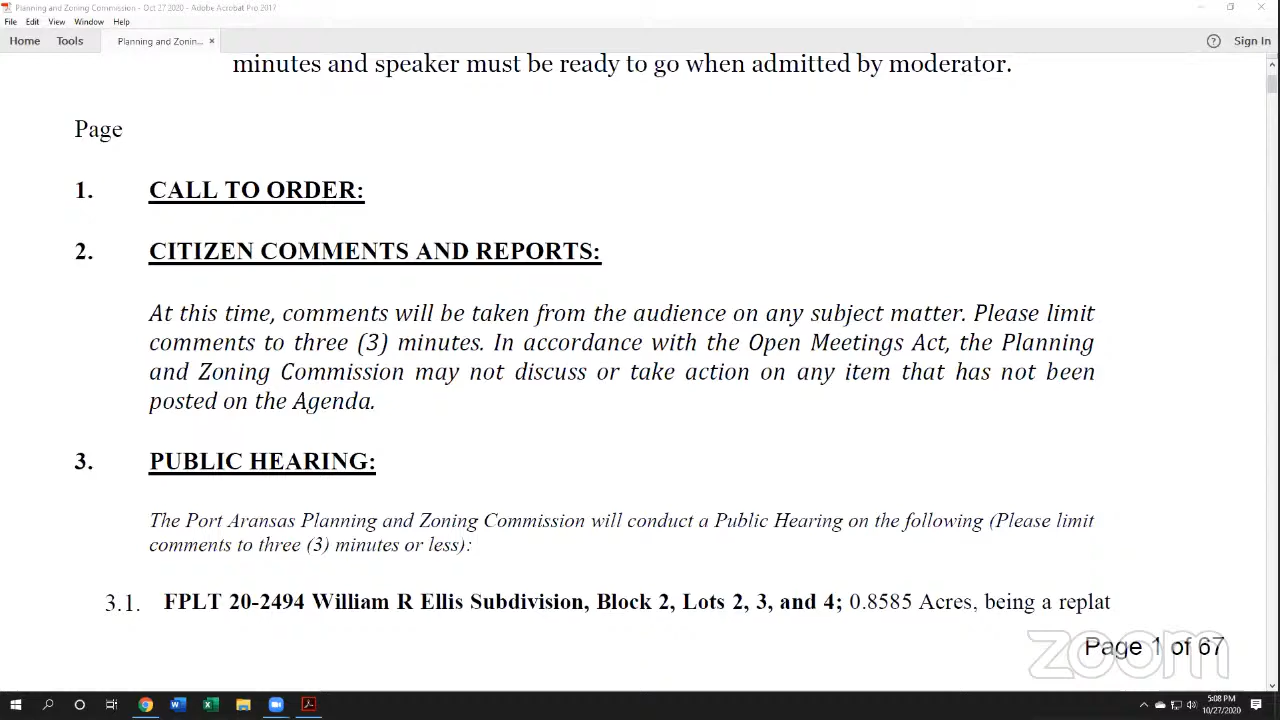 Planning and Zoning Commission - Oct 27 2020 - Adobe Acrobat Pro 2017
File Edit View Window Help
Home Tools Planning and Zonin... × ? Sign In
minutes and speaker must be ready to go when admitted by moderator.
Page
1. CALL TO ORDER:
2. CITIZEN COMMENTS AND REPORTS:
At this time, comments will be taken from the audience on any subject matter. Please limit
comments to three (3) minutes. In accordance with the Open Meetings Act, the Planning
and Zoning Commission may not discuss or take action on any item that has not been
posted on the Agenda.
3. PUBLIC HEARING:
The Port Aransas Planning and Zoning Commission will conduct a Public Hearing on the following (Please limit
comments to three (3) minutes or less):
3.1. FPLT 20-2494 William R Ellis Subdivision, Block 2, Lots 2, 3, and 4; 0.8585 Acres, being a replat
Page 1 of 67
zoom
5:08 PM
10/27/2020